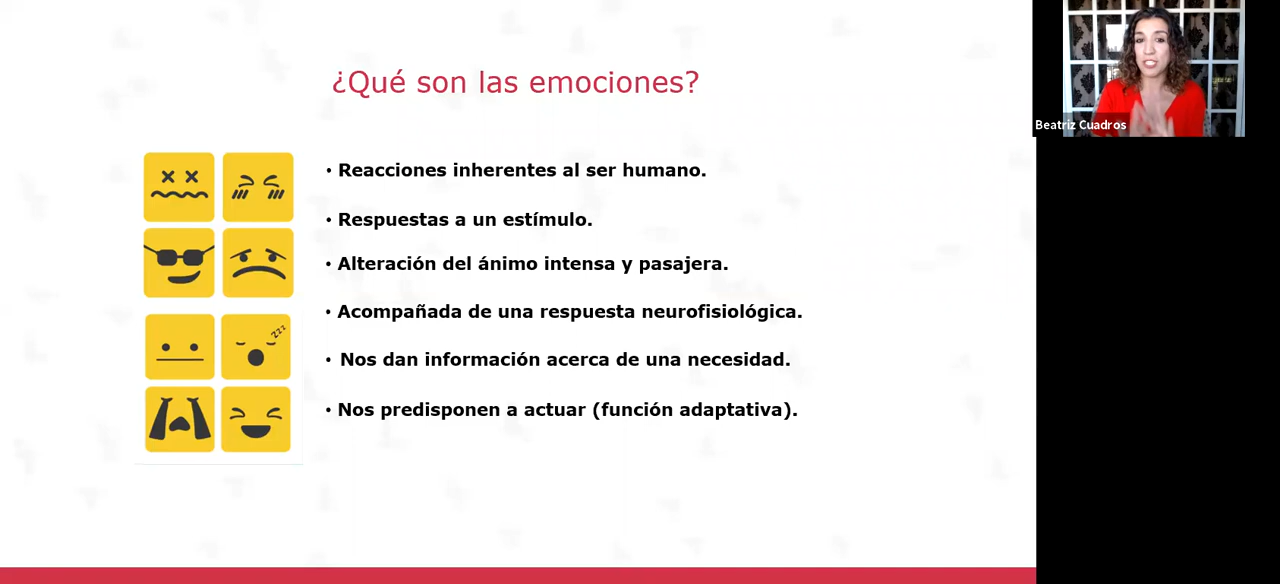 ¿Qué son las emociones?
Beatriz Cuadros
• Reacciones inherentes al ser humano.
• Respuestas a un estímulo.
• Alteración del ánimo intensa y pasajera.
• Acompañada de una respuesta neurofisiológica.
• Nos dan información acerca de una necesidad.
• Nos predisponen a actuar (función adaptativa).
zzz